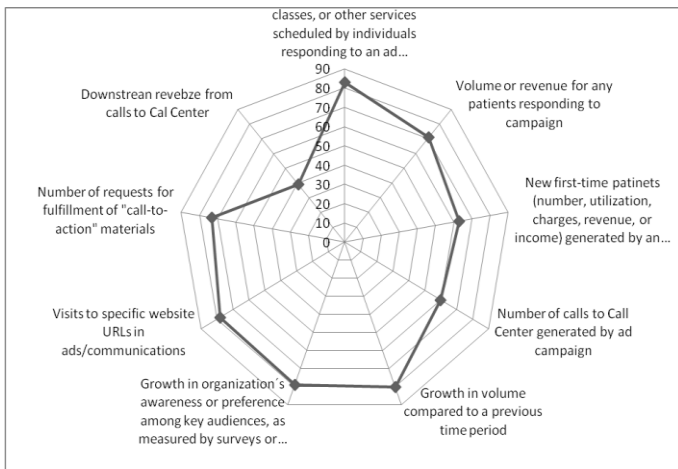 classes, or other services
scheduled by individuals
responding to an ad...
90
80
70
60
50
40
30
20
10
0
Volume or revenue for any
patients responding to
campaign
New first-time patinets
(number, utilization,
charges, revenue, or
income) generated by an...
Number of calls to Call
Center generated by ad
campaign
Growth in volume
compared to a previous
time period
Growth in organization´s
awareness or preference
among key audiences, as
measured by surveys or...
Visits to specific website
URLs in
ads/communications
Number of requests for
fulfillment of "call-to-
action" materials
Downstrean revebze from
calls to Cal Center